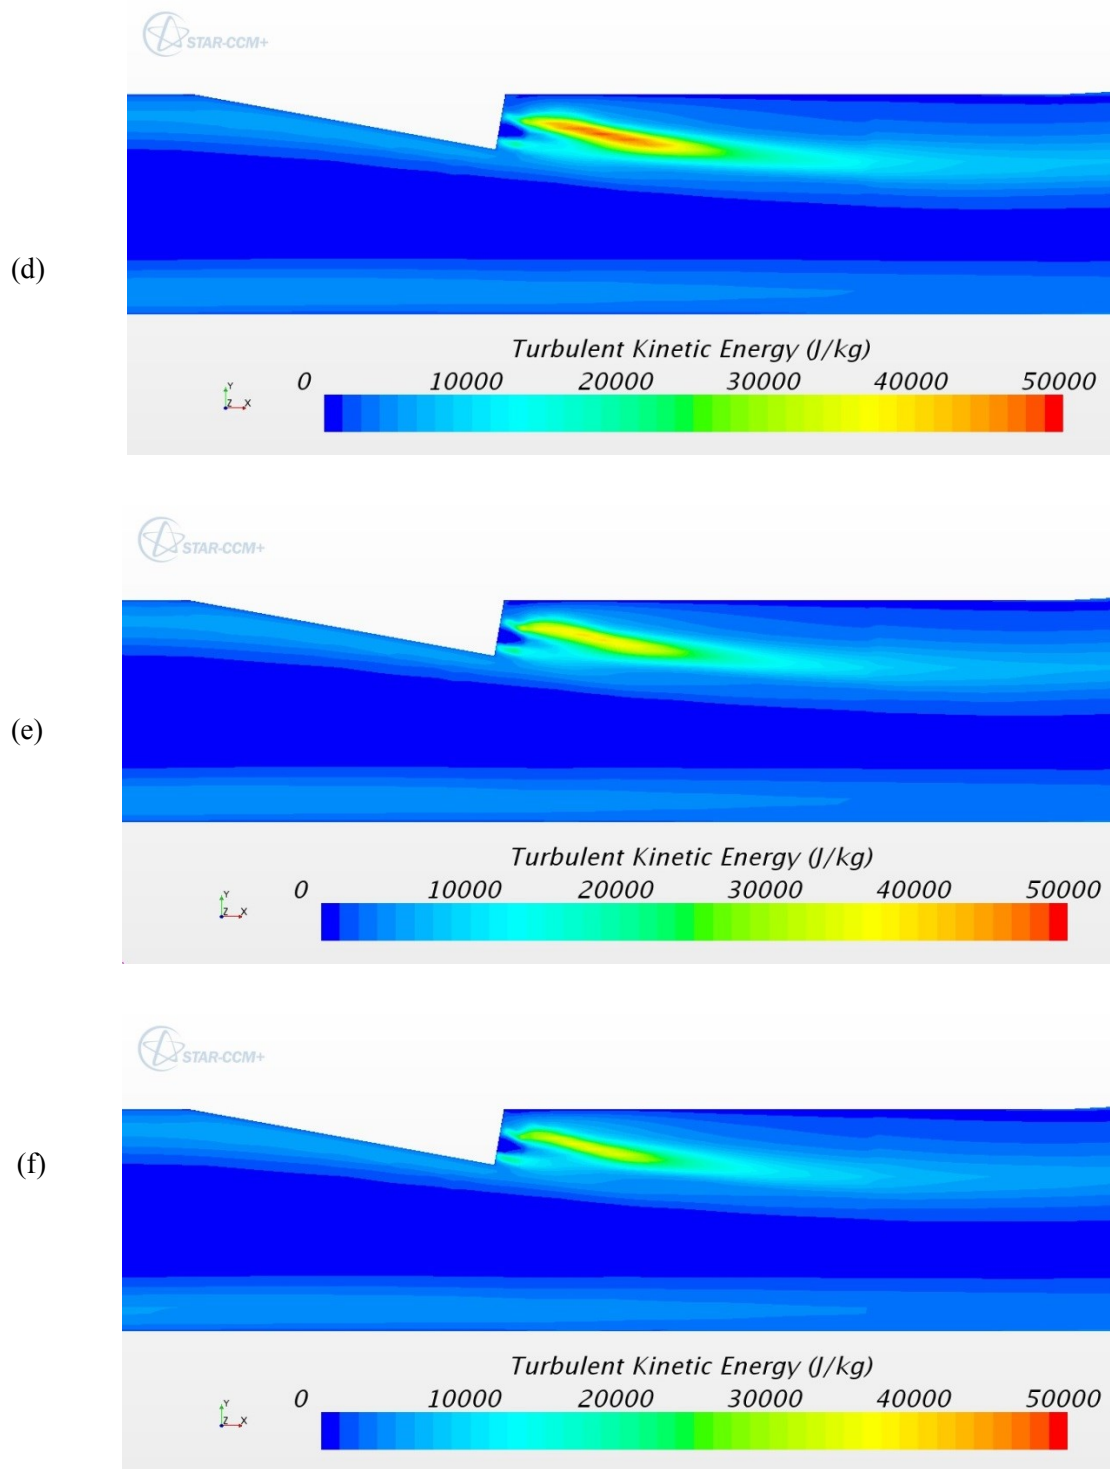 STAR-CCM+
(d)
Turbulent Kinetic Energy (J/kg)
0 10000 20000 30000 40000 50000
Y
Z X
STAR-CCM+
(e)
Turbulent Kinetic Energy (J/kg)
0 10000 20000 30000 40000 50000
Y
Z X
STAR-CCM+
(f)
Turbulent Kinetic Energy (J/kg)
0 10000 20000 30000 40000 50000
Y
Z X